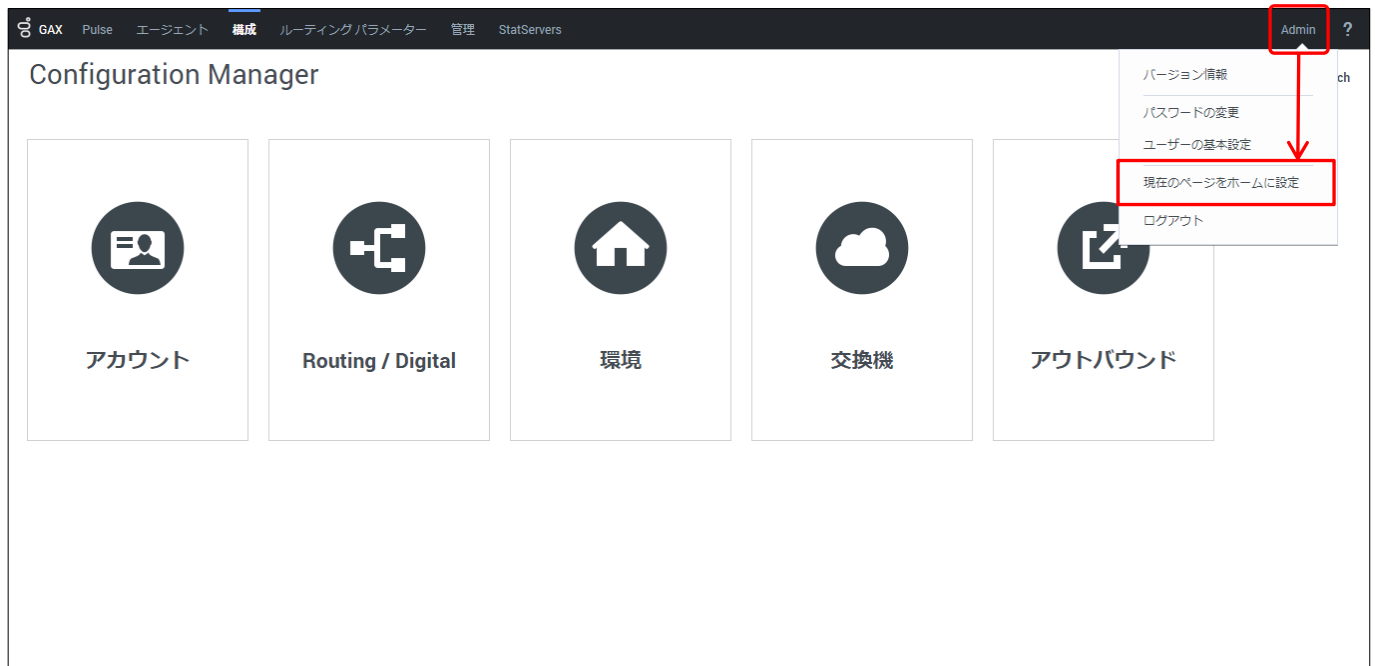 GAX Pulse エージェント 構成 ルーティングパラメーター 管理 StatServers Admin ?
Configuration Manager
ch
バージョン情報
パスワードの変更
ユーザーの基本設定
現在のページをホームに設定
ログアウト
アカウント
Routing / Digital
環境
交換機
アウトバウンド